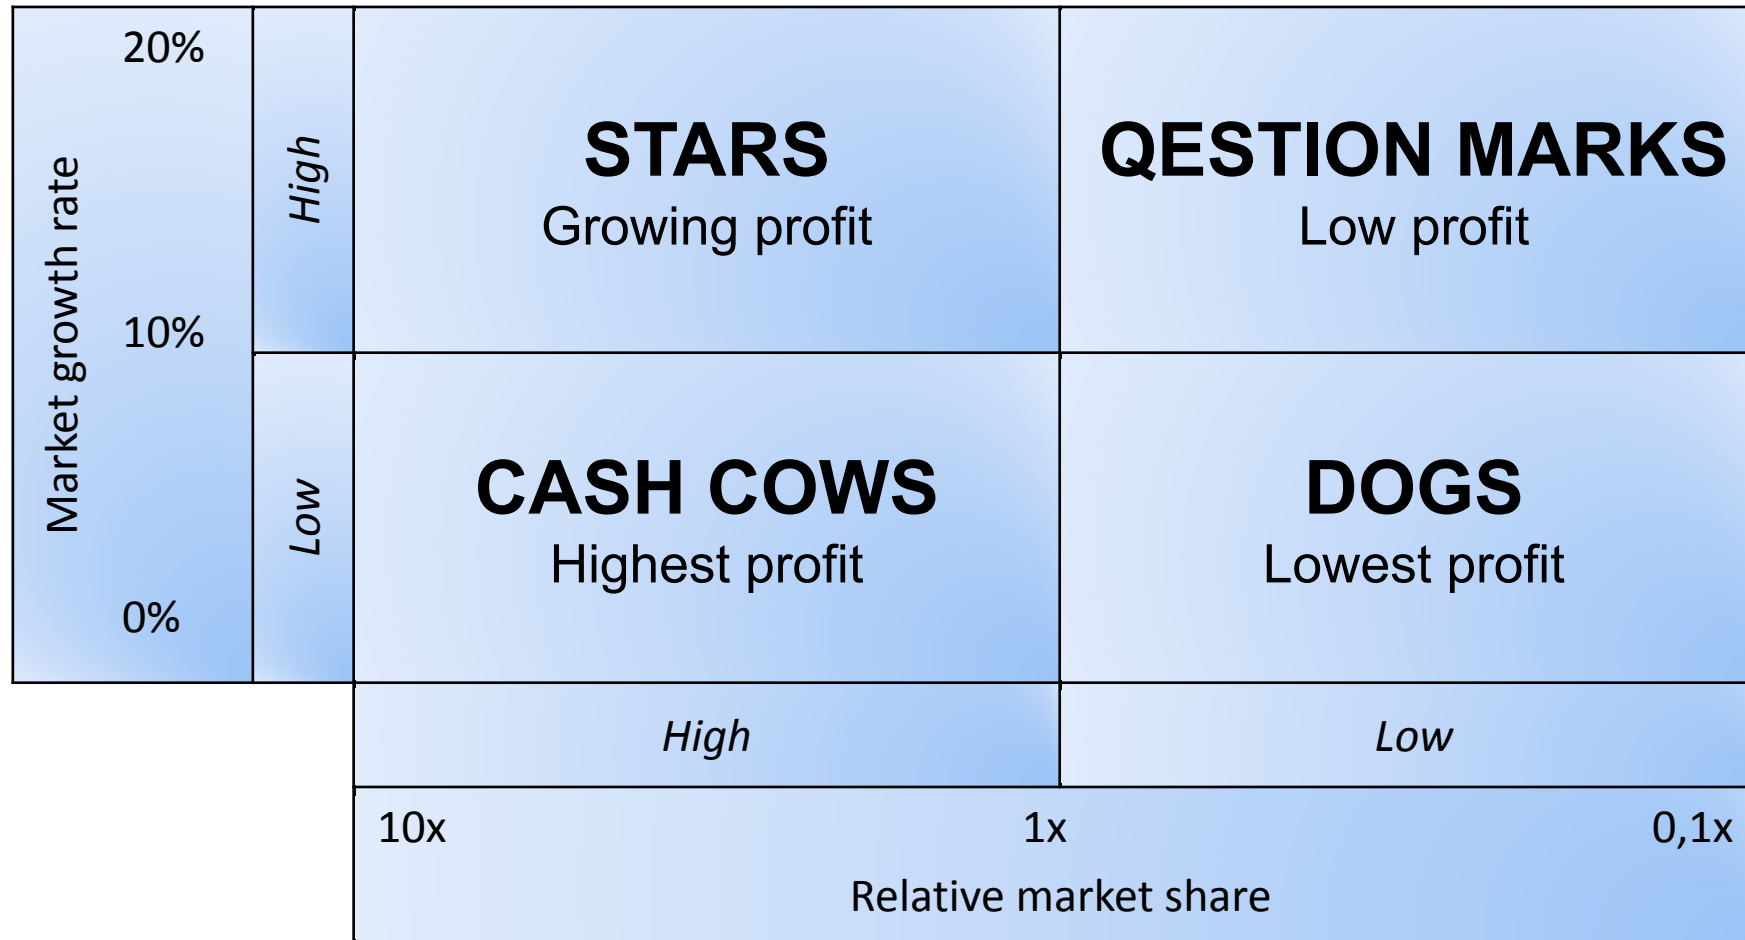 20%
Market growth rate
High
STARS
Growing profit
QESTION MARKS
Low profit
10%
Low
CASH COWS
Highest profit
DOGS
Lowest profit
0%
High
Low
10x
1x
0,1x
Relative market share